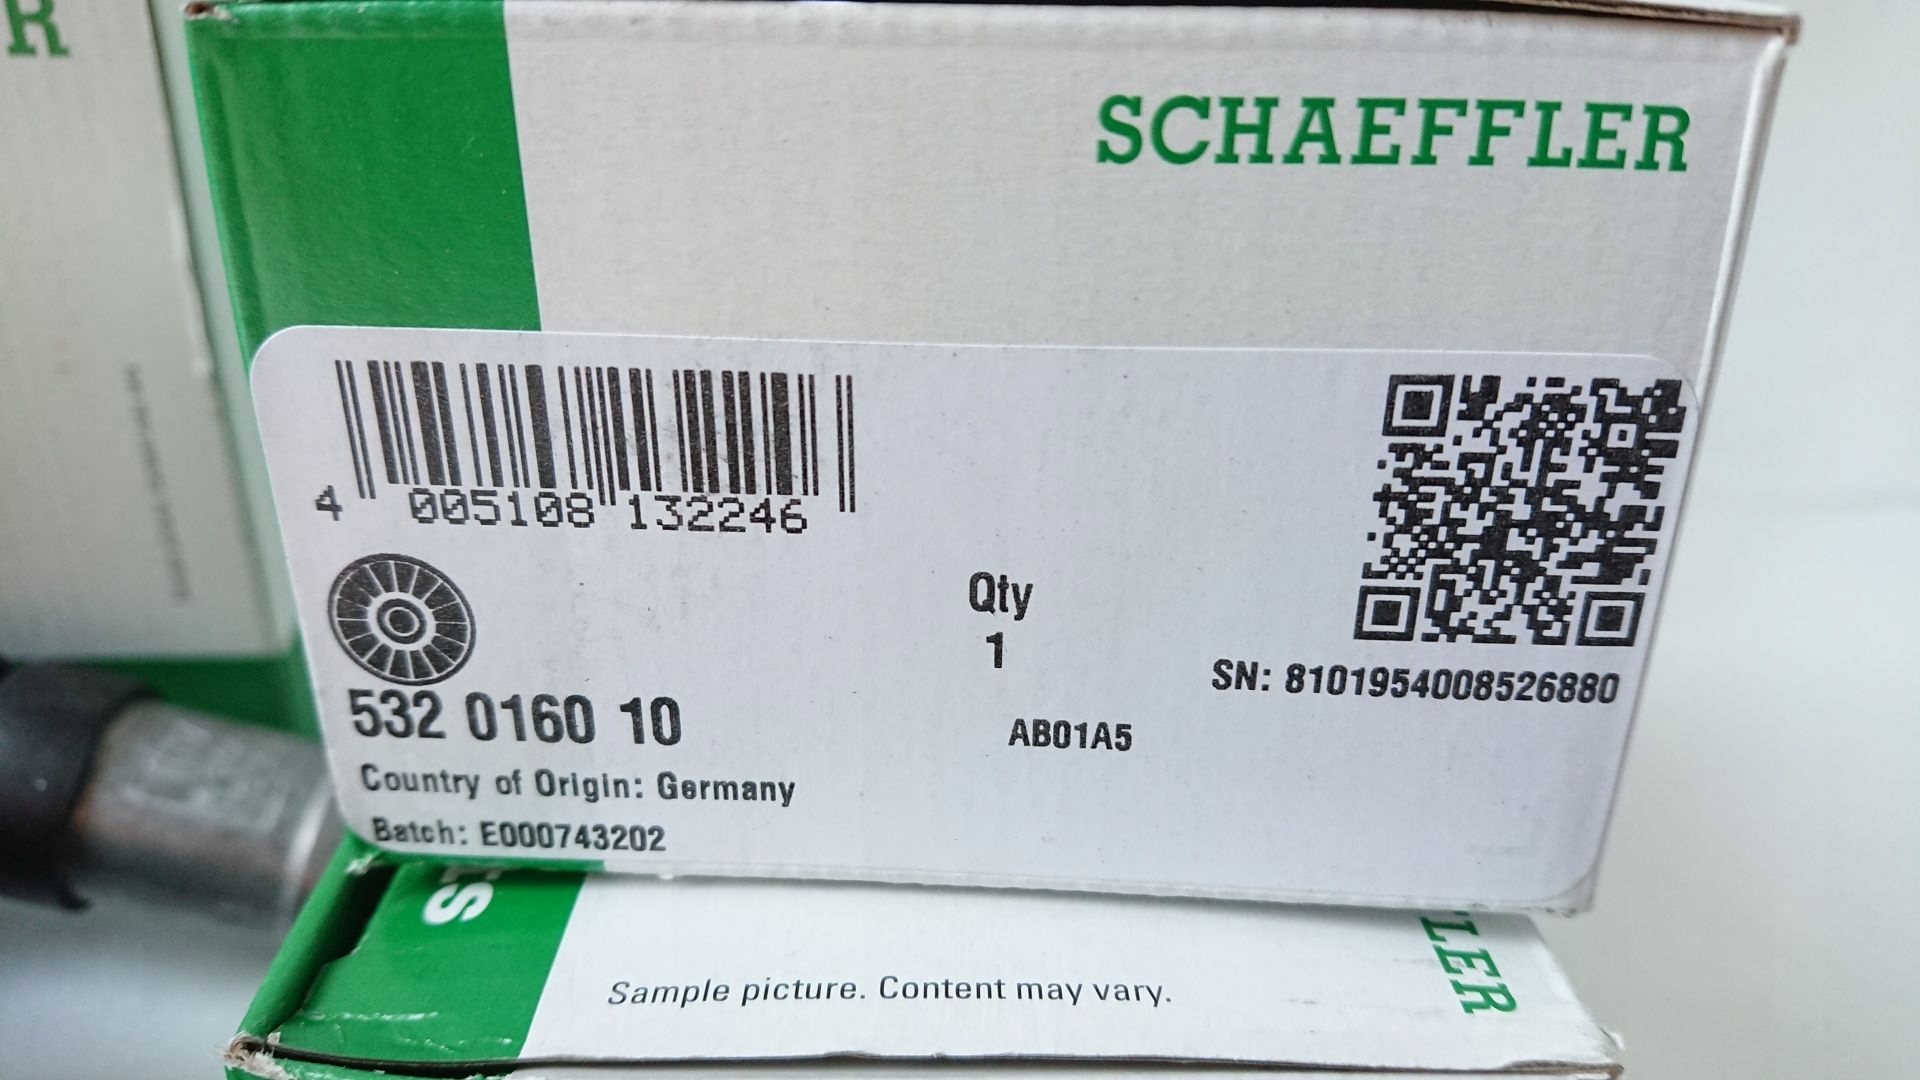 R
SCHAEFFLER
4 005108 132246
Qty
1
SN: 8101954008526880
532 0160 10
AB01A5
Country of Origin: Germany
Batch: E000743202
Sample picture. Content may vary.